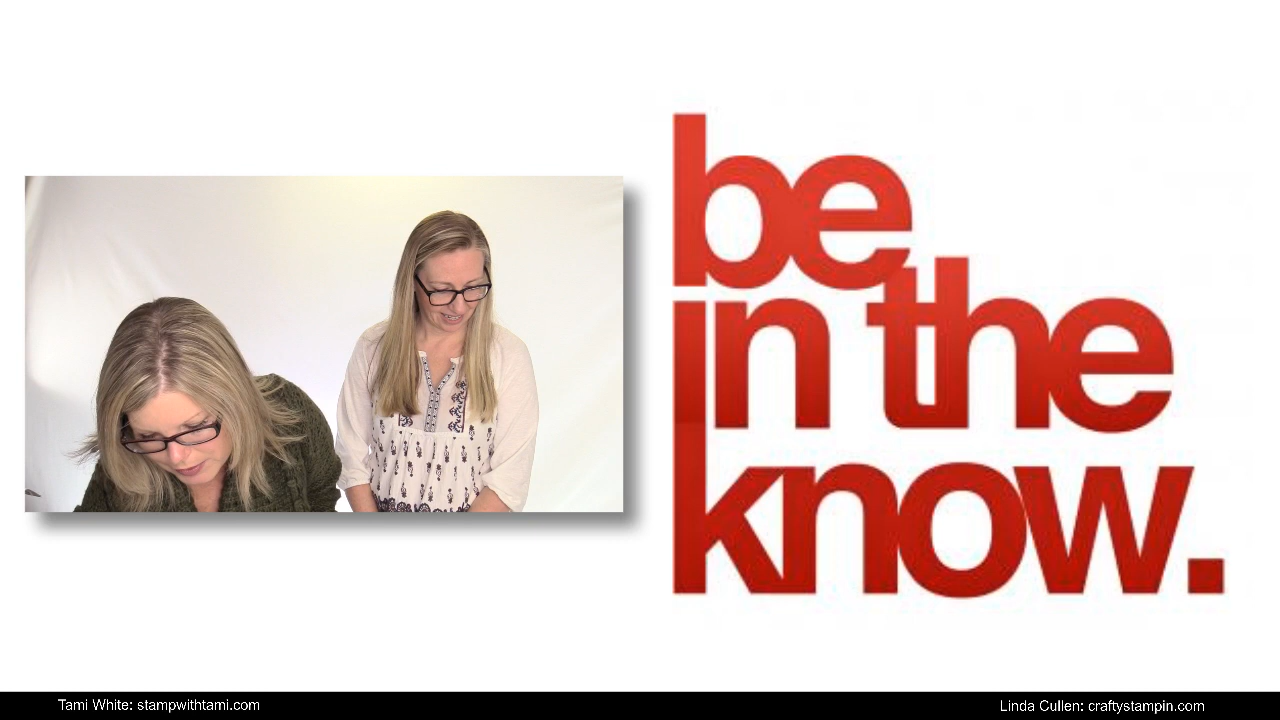 be
in the
know.
Tami White: stampwithtami.com
Linda Cullen: craftystampin.com